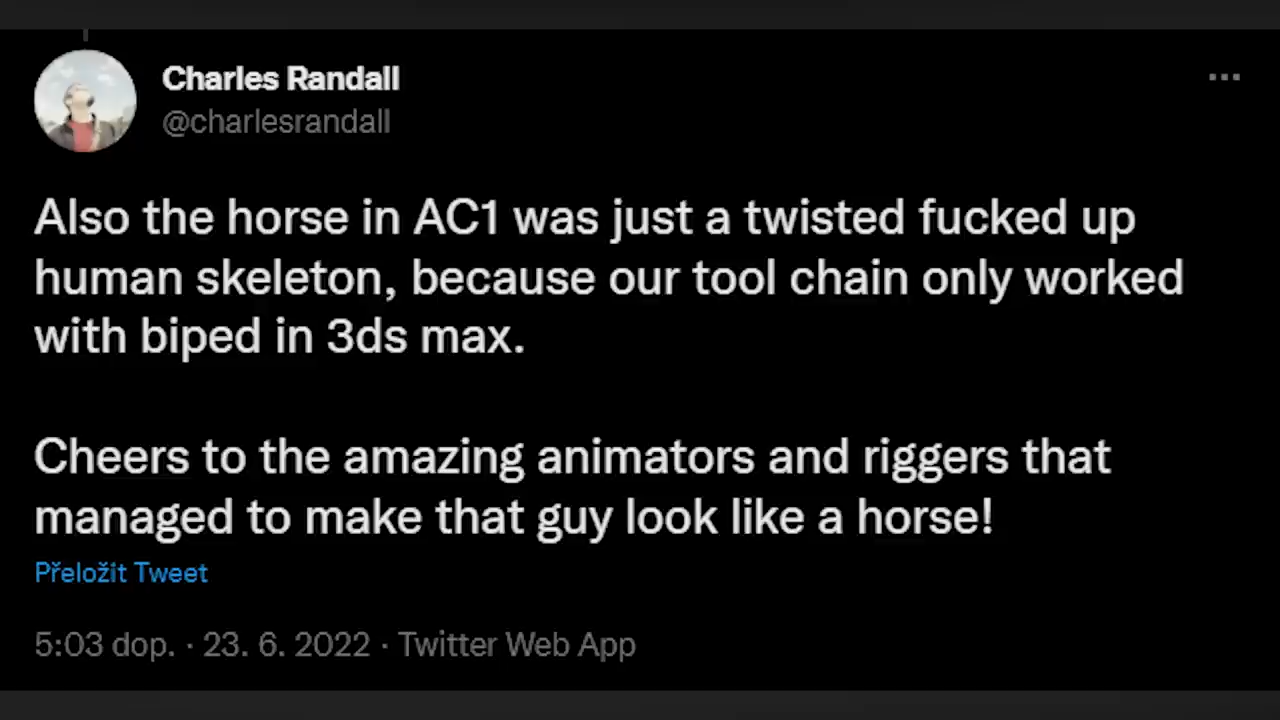 Charles Randall
@charlesrandall
Also the horse in AC1 was just a twisted fucked up
human skeleton, because our tool chain only worked
with biped in 3ds max.
Cheers to the amazing animators and riggers that
managed to make that guy look like a horse!
Přeložit Tweet
5:03 dop. · 23. 6. 2022 · Twitter Web App